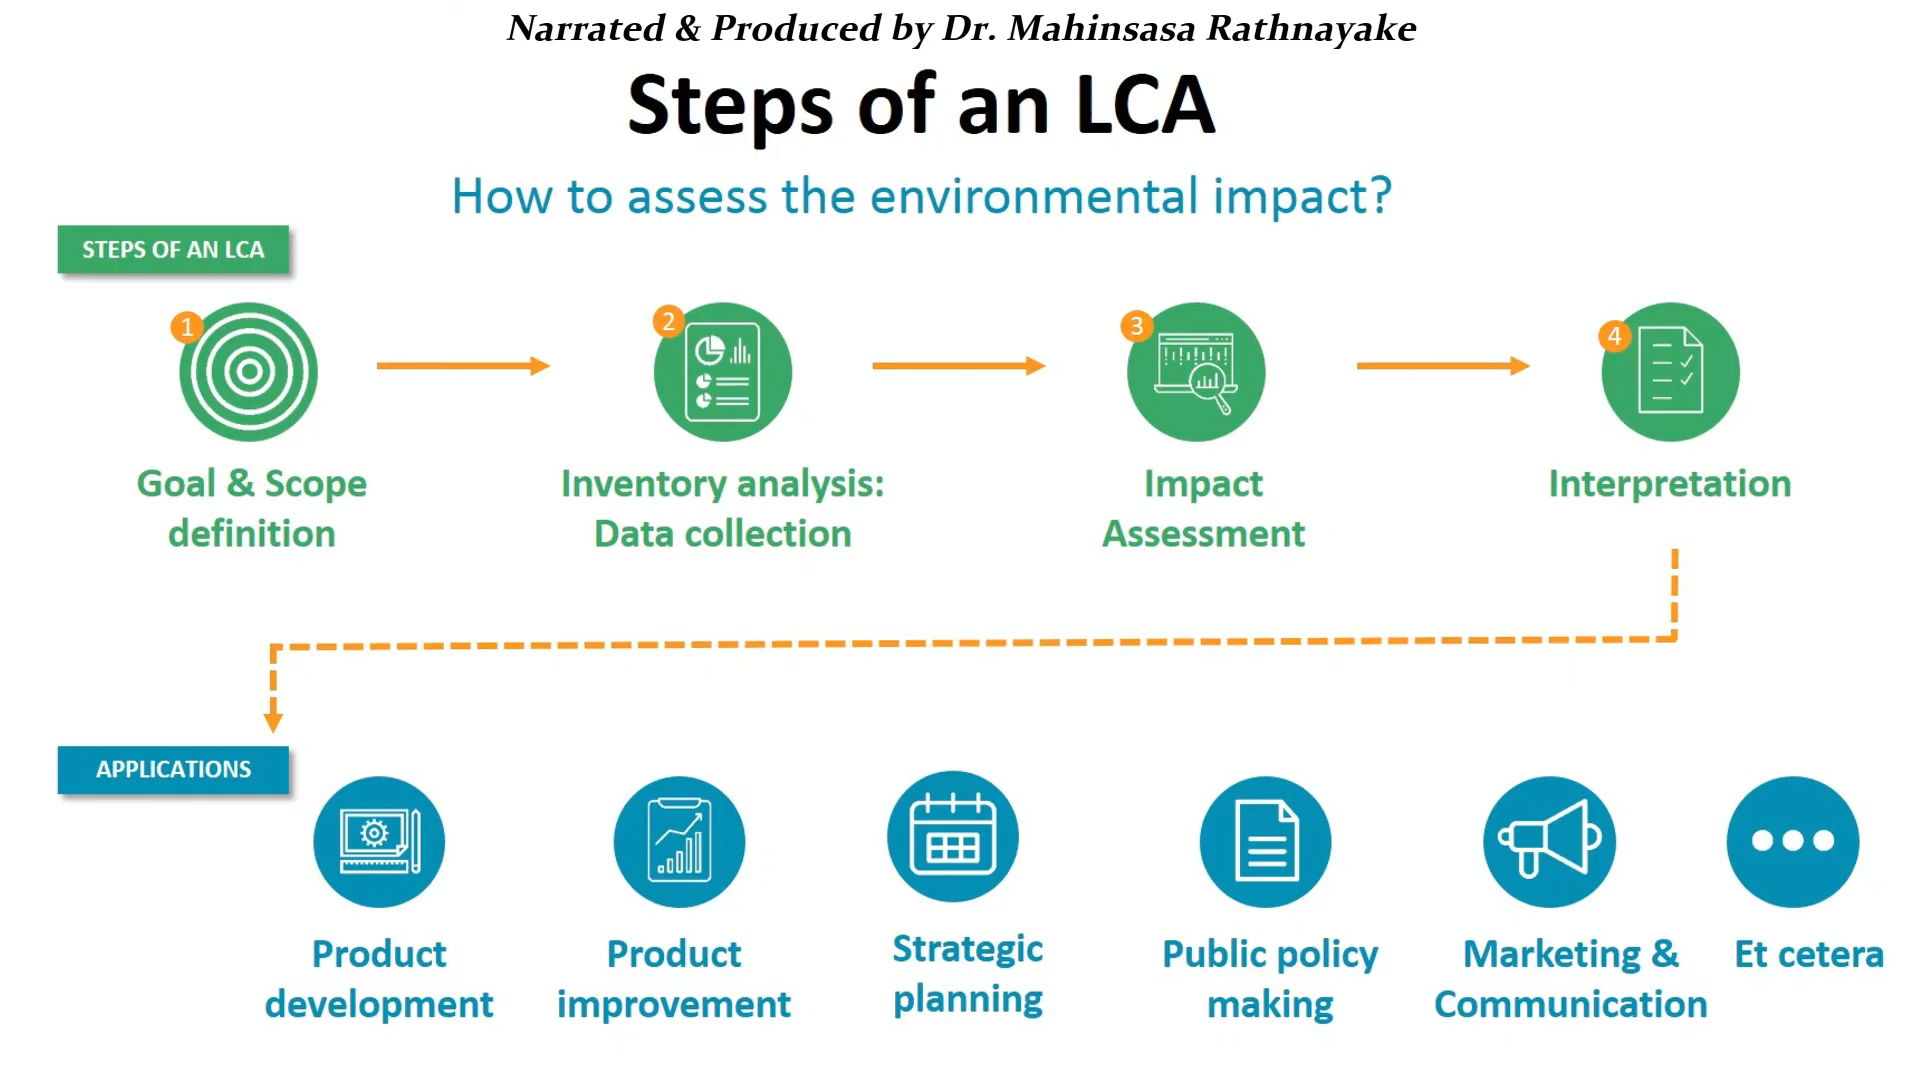 Narrated & Produced by Dr. Mahinsasa Rathnayake
Steps of an LCA
How to assess the environmental impact?
STEPS OF AN LCA
1
2
3
4
Goal & Scope
definition
Inventory analysis:
Data collection
Impact
Assessment
Interpretation
APPLICATIONS
Product
development
Product
improvement
Strategic
planning
Public policy
making
Marketing &
Communication
Et cetera